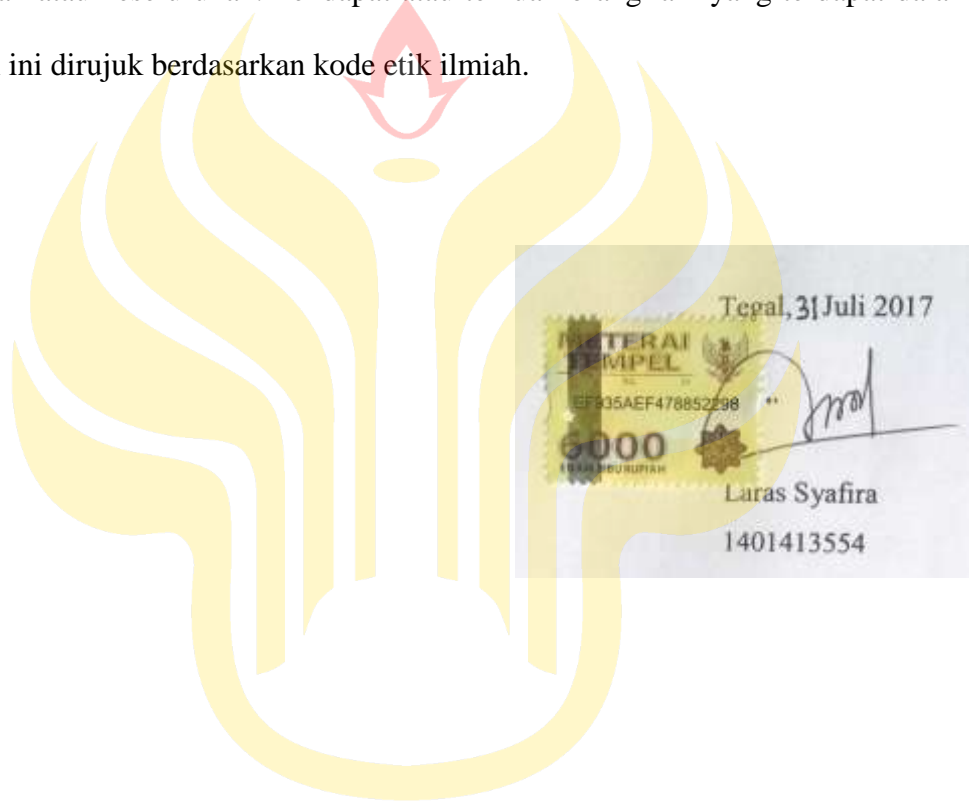 ini dirujuk berdasarkan kode etik ilmiah.
Tegal, 31 Juli 2017
METERAI
TEMPEL
EF935AEF478852298
6000
ENAM RIBU RUPIAH
Laras Syafira
1401413554